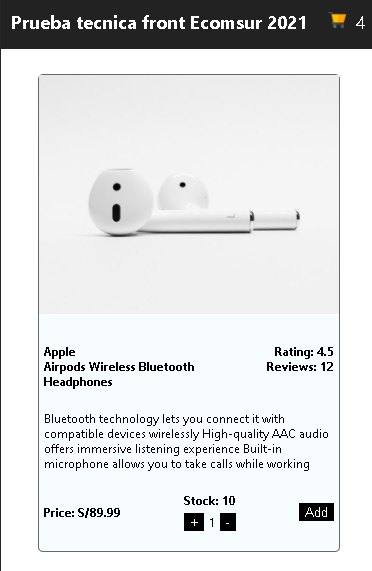 Prueba tecnica front Ecomsur 2021 4
Apple
Airpods Wireless Bluetooth
Headphones
Rating: 4.5
Reviews: 12
Bluetooth technology lets you connect it with
compatible devices wirelessly High-quality AAC audio
offers immersive listening experience Built-in
microphone allows you to take calls while working
Price: S/89.99
Stock: 10
+ 1 -
Add